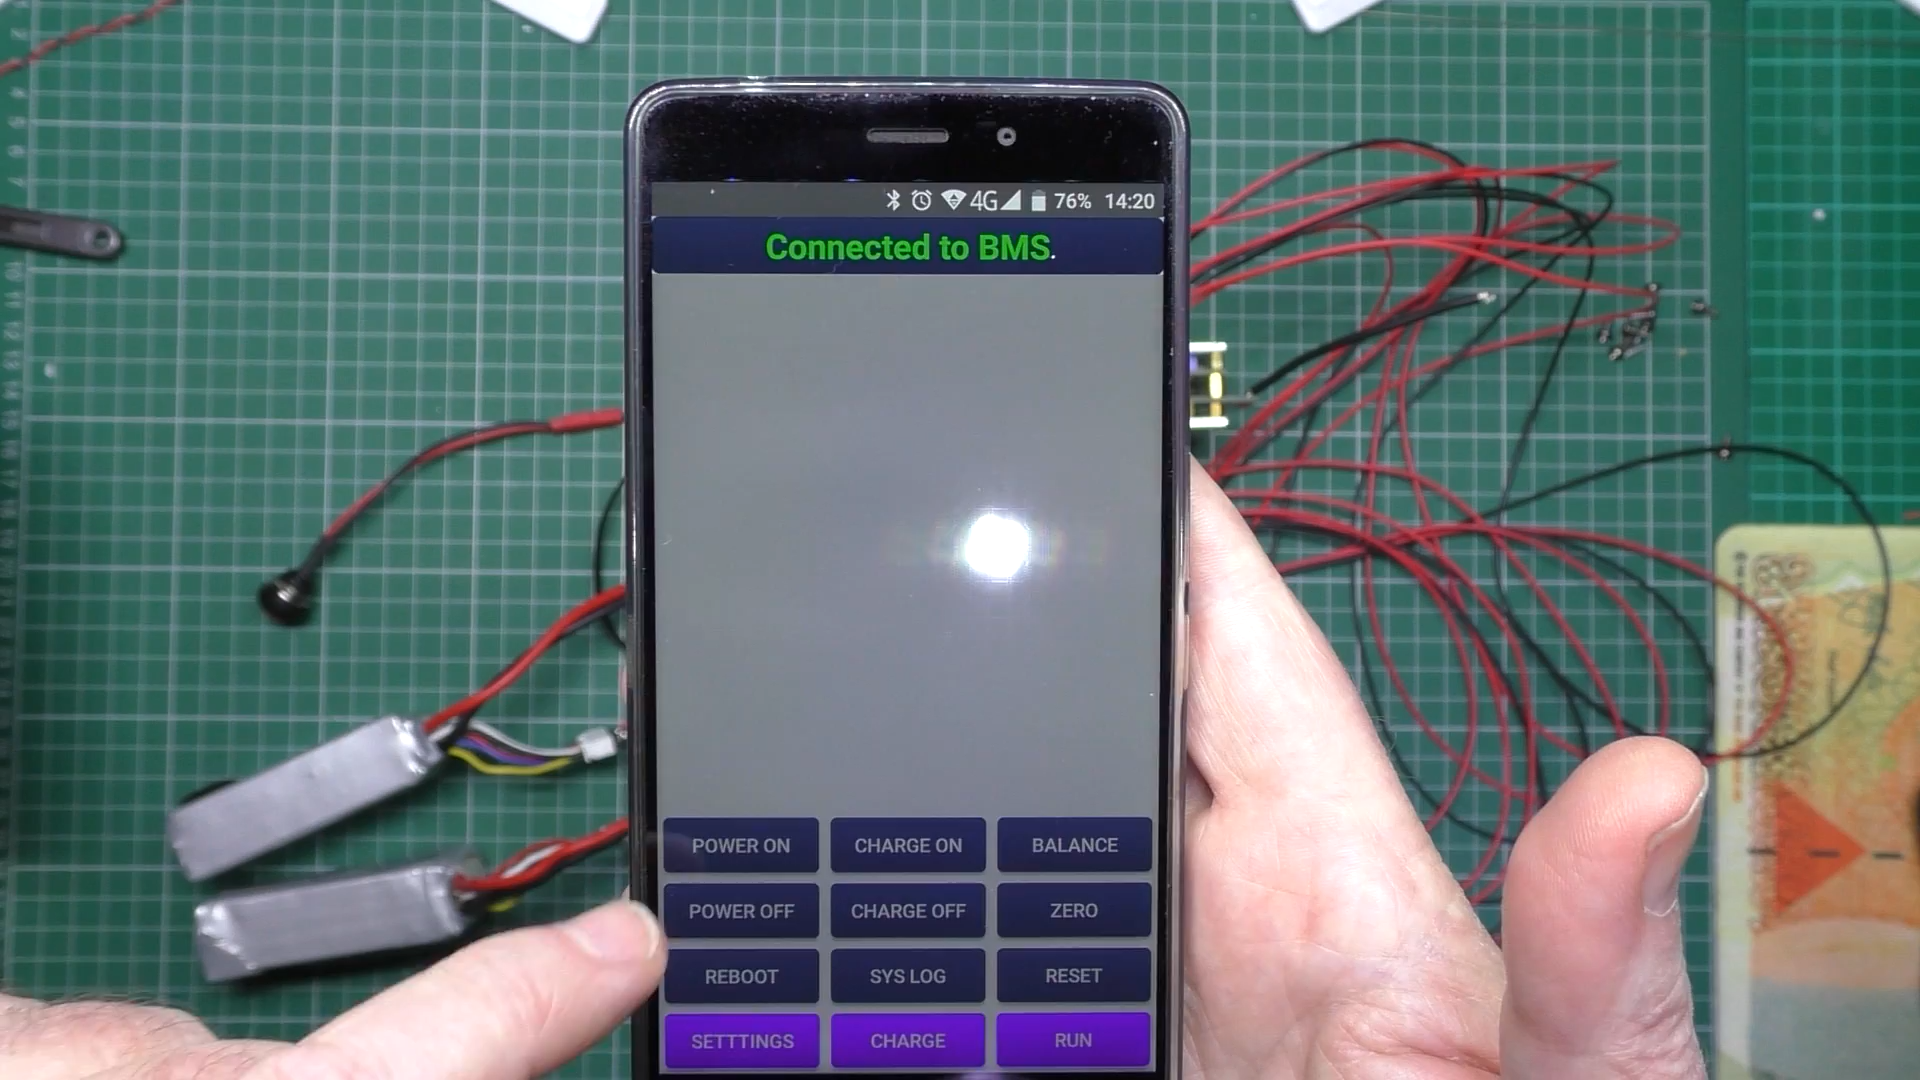 4G 76% 14:20
Connected to BMS.
POWER ON CHARGE ON BALANCE
POWER OFF CHARGE OFF ZERO
REBOOT SYS LOG RESET
SETTTINGS CHARGE RUN